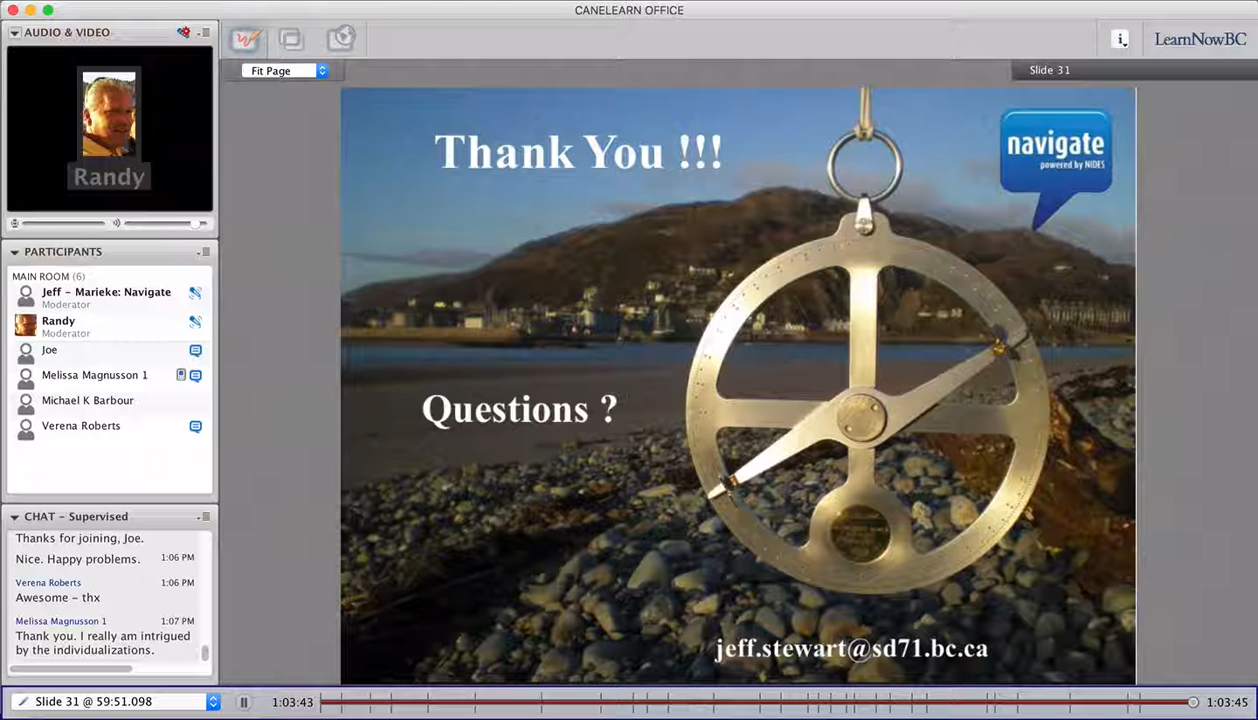 CANELEARN OFFICE
AUDIO & VIDEO
LearnNowBC
Fit Page
Slide 31
Randy
Thank You !!!
navigate
powered by NIDES
PARTICIPANTS
MAIN ROOM (6)
Jeff - Marieke: Navigate
Moderator
Randy
Moderator
Joe
Melissa Magnusson 1
Michael K Barbour
Verena Roberts
Questions ?
CHAT - Supervised
Thanks for joining, Joe.
Nice. Happy problems. 1:06 PM
Verena Roberts 1:06 PM
Awesome - thx
Melissa Magnusson 1 1:07 PM
Thank you. I really am intrigued
by the individualizations.
jeff.stewart@sd71.bc.ca
Slide 31 @ 59:51.098
1:03:43
1:03:45